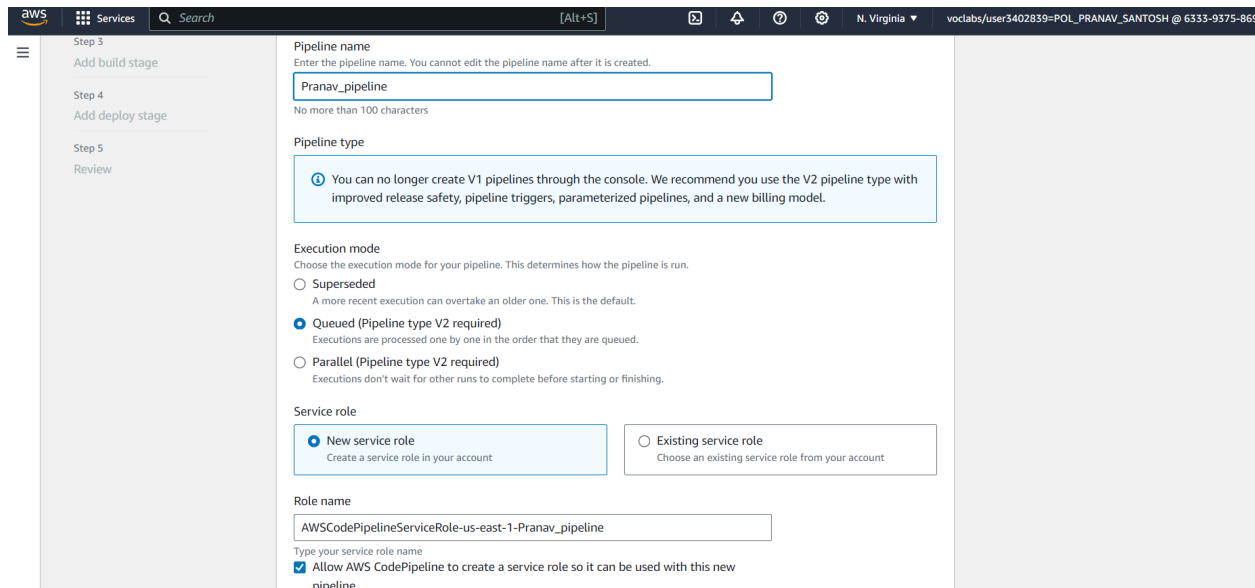 aws Services Search [Alt+S] N. Virginia ▼ voclabs/user3402839=POL_PRANAV_SANTOSH @ 6333-9375-869
Step 3
Add build stage
Step 4
Add deploy stage
Step 5
Review
Pipeline name
Enter the pipeline name. You cannot edit the pipeline name after it is created.
Pranav_pipeline
No more than 100 characters
Pipeline type
You can no longer create V1 pipelines through the console. We recommend you use the V2 pipeline type with
improved release safety, pipeline triggers, parameterized pipelines, and a new billing model.
Execution mode
Choose the execution mode for your pipeline. This determines how the pipeline is run.
Superseded
A more recent execution can overtake an older one. This is the default.
Queued (Pipeline type V2 required)
Executions are processed one by one in the order that they are queued.
Parallel (Pipeline type V2 required)
Executions don't wait for other runs to complete before starting or finishing.
Service role
New service role
Create a service role in your account
Existing service role
Choose an existing service role from your account
Role name
AWSCodePipelineServiceRole-us-east-1-Pranav_pipeline
Type your service role name
Allow AWS CodePipeline to create a service role so it can be used with this new
pipeline